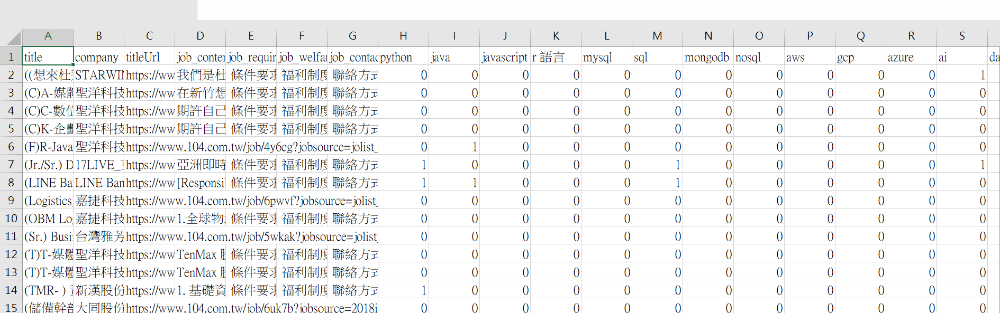 A B C D E F G H I J K L M N O P Q R S
1 title company titleUrl job_conter job_requir job_welfar job_contac python java javascript r 語言 mysql sql mongodb nosql aws gcp azure ai da
2 ((想來杜 STARWIN https://ww 我們是杜 條件要求 福利制度 聯絡方式 0 0 0 0 0 0 0 0 0 0 0 1
3 (C)A-媒體 聖洋科技 https://ww 在新竹想 條件要求 福利制度 聯絡方式 0 0 0 0 0 0 0 0 0 0 0 0
4 (C)C-數位 聖洋科技 https://ww 期許自己 條件要求 福利制度 聯絡方式 0 0 0 0 0 0 0 0 0 0 0 0
5 (C)K-企劃 聖洋科技 https://ww 期許自己 條件要求 福利制度 聯絡方式 0 0 0 0 0 0 0 0 0 0 0 0
6 (F)R-Java 聖洋科技 https://www.104.com.tw/job/4y6cg?jobsource=jolist_ 0 1 0 0 0 0 0 0 0 0 0 0
7 (Jr./Sr.) D 17LIVE_ https://ww 亞洲即時 條件要求 福利制度 聯絡方式 1 0 0 0 0 1 0 0 0 0 0 1
8 (LINE Ba LINE Ban https://ww [Responsi 條件要求 福利制度 聯絡方式 1 1 0 0 0 1 0 0 0 0 0 0
9 (Logistics) 嘉捷科技 https://www.104.com.tw/job/6pwvf?jobsource=jolist_ 0 0 0 0 0 0 0 0 0 0 0 0
10 (OBM Lo 嘉捷科技 https://ww 1.全球物 條件要求 福利制度 聯絡方式 0 0 0 0 0 0 0 0 0 0 0 0
11 (Sr.) Busi 台灣雅芳 https://www.104.com.tw/job/5wkak?jobsource=jolist_ 0 0 0 0 0 0 0 0 0 0 0 0
12 (T)T-媒體 聖洋科技 https://ww TenMax 條件要求 福利制度 聯絡方式 0 0 0 0 0 0 0 0 0 0 0 0
13 (T)T-媒體 聖洋科技 https://ww TenMax 條件要求 福利制度 聯絡方式 0 0 0 0 0 0 0 0 0 0 0 0
14 (TMR- ) 新漢股份 https://ww 1. 基礎資 條件要求 福利制度 聯絡方式 1 0 0 0 0 0 0 0 0 0 0 0
15 (儲備幹部 大同股份 https://www.104.com.tw/job/6uk7b?jobsource=2018i 0 0 0 0 0 0 0 0 0 0 0 0